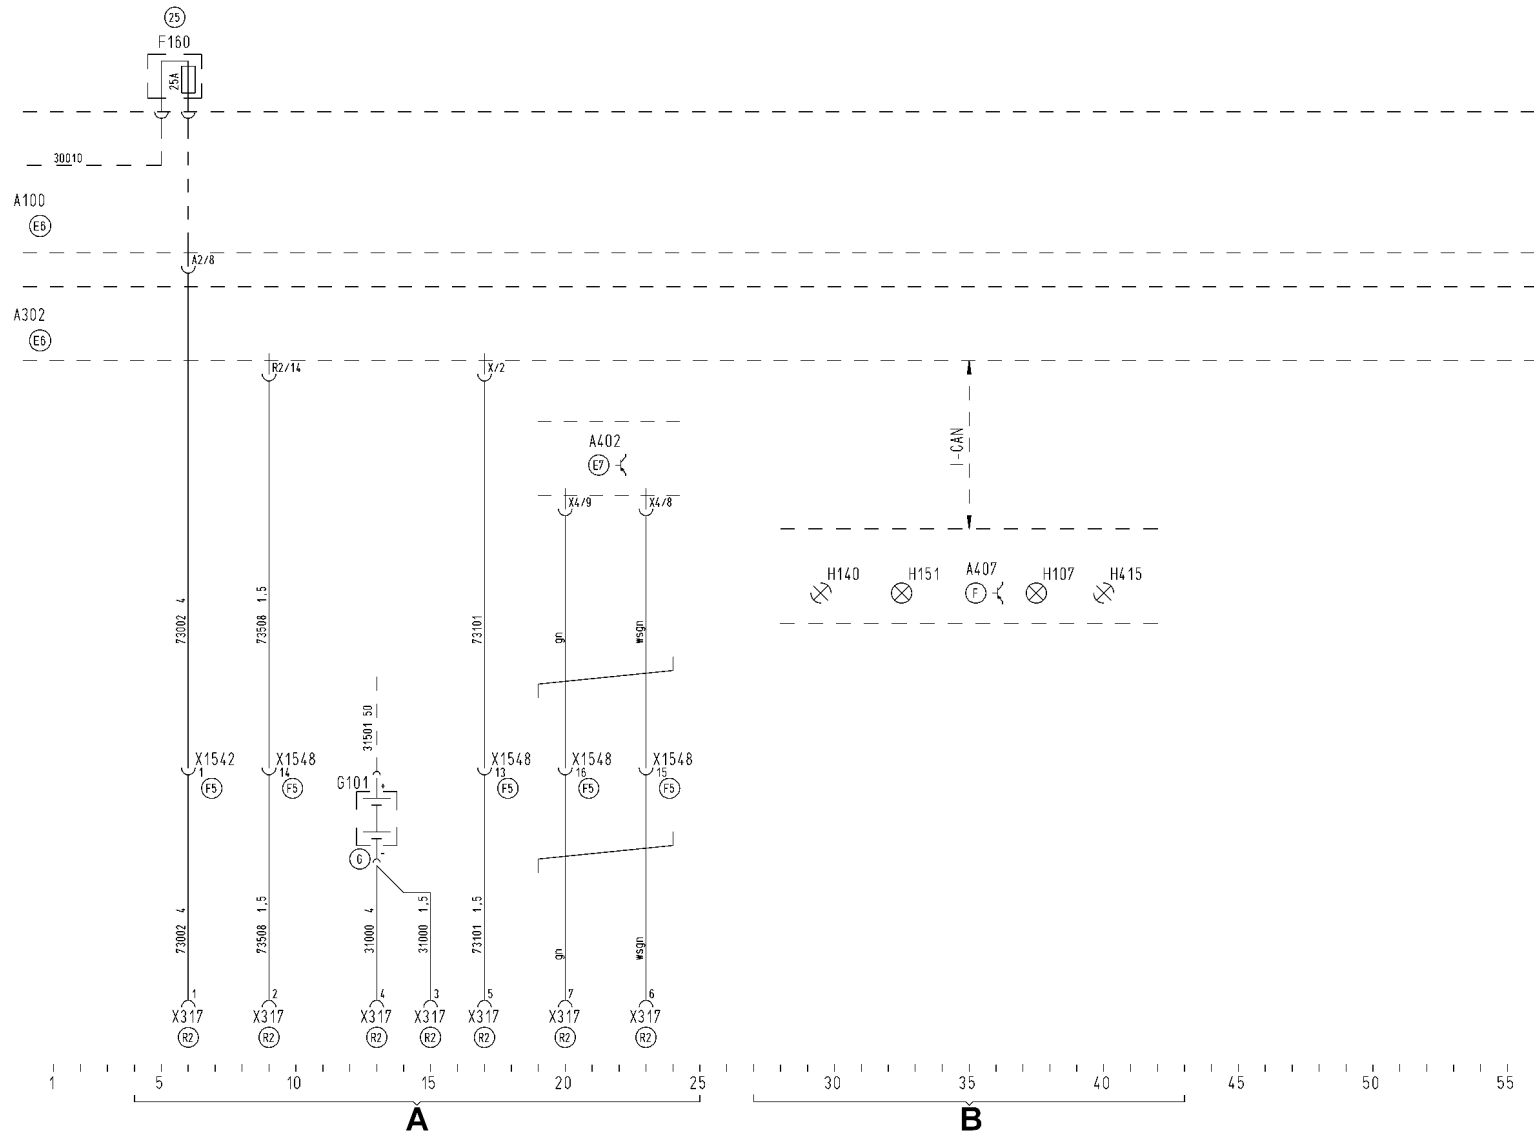 25
F160
25A
30010
A100
E6
A2/8
A302
E6
R2/14
X/2
I-CAN
A402
E7
X4/9
X4/8
H140
H151
A407
F
H107
H415
73002 4
73508 1.5
73101
gn
wsgn
31501 50
X1542
1
F5
X1548
14
F5
G101
+
-
G
X1548
13
F5
X1548
16
F5
X1548
15
F5
73002 4
73508 1,5
31000 4
31000 1,5
73101 1,5
gn
wsgn
1
2
4
3
5
7
6
X317
X317
X317
X317
X317
X317
X317
R2
R2
R2
R2
R2
R2
R2
1 5 10 15 20 25 30 35 40 45 50 55
A B